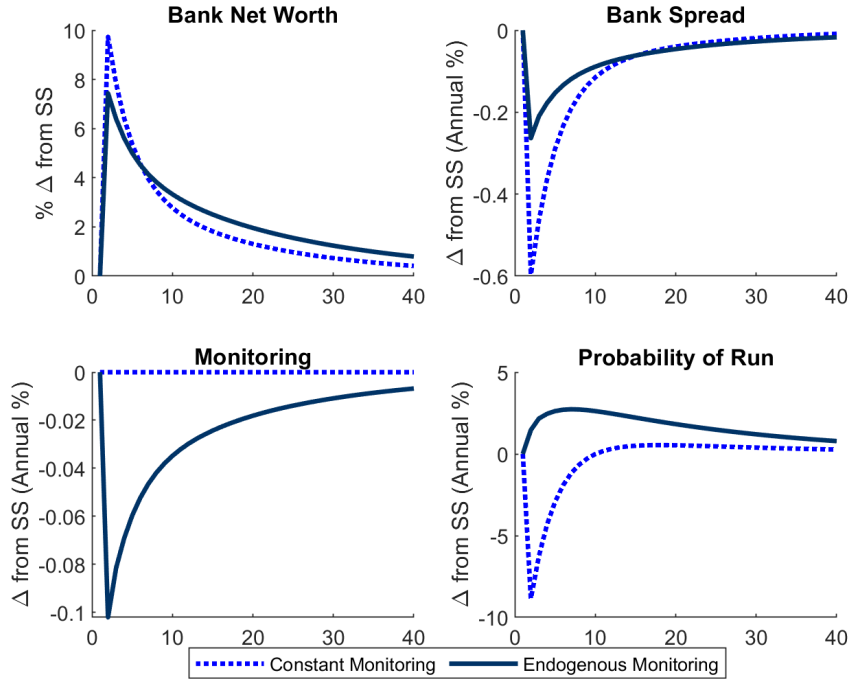 Bank Net Worth
% Δ from SS
10
8
6
4
2
0
0 10 20 30 40
Bank Spread
Δ from SS (Annual %)
0
-0.2
-0.4
-0.6
0 10 20 30 40
Monitoring
Δ from SS (Annual %)
0
-0.02
-0.04
-0.06
-0.08
-0.1
0 10 20 30 40
Probability of Run
Δ from SS (Annual %)
5
0
-5
-10
0 10 20 30 40
Constant Monitoring Endogenous Monitoring